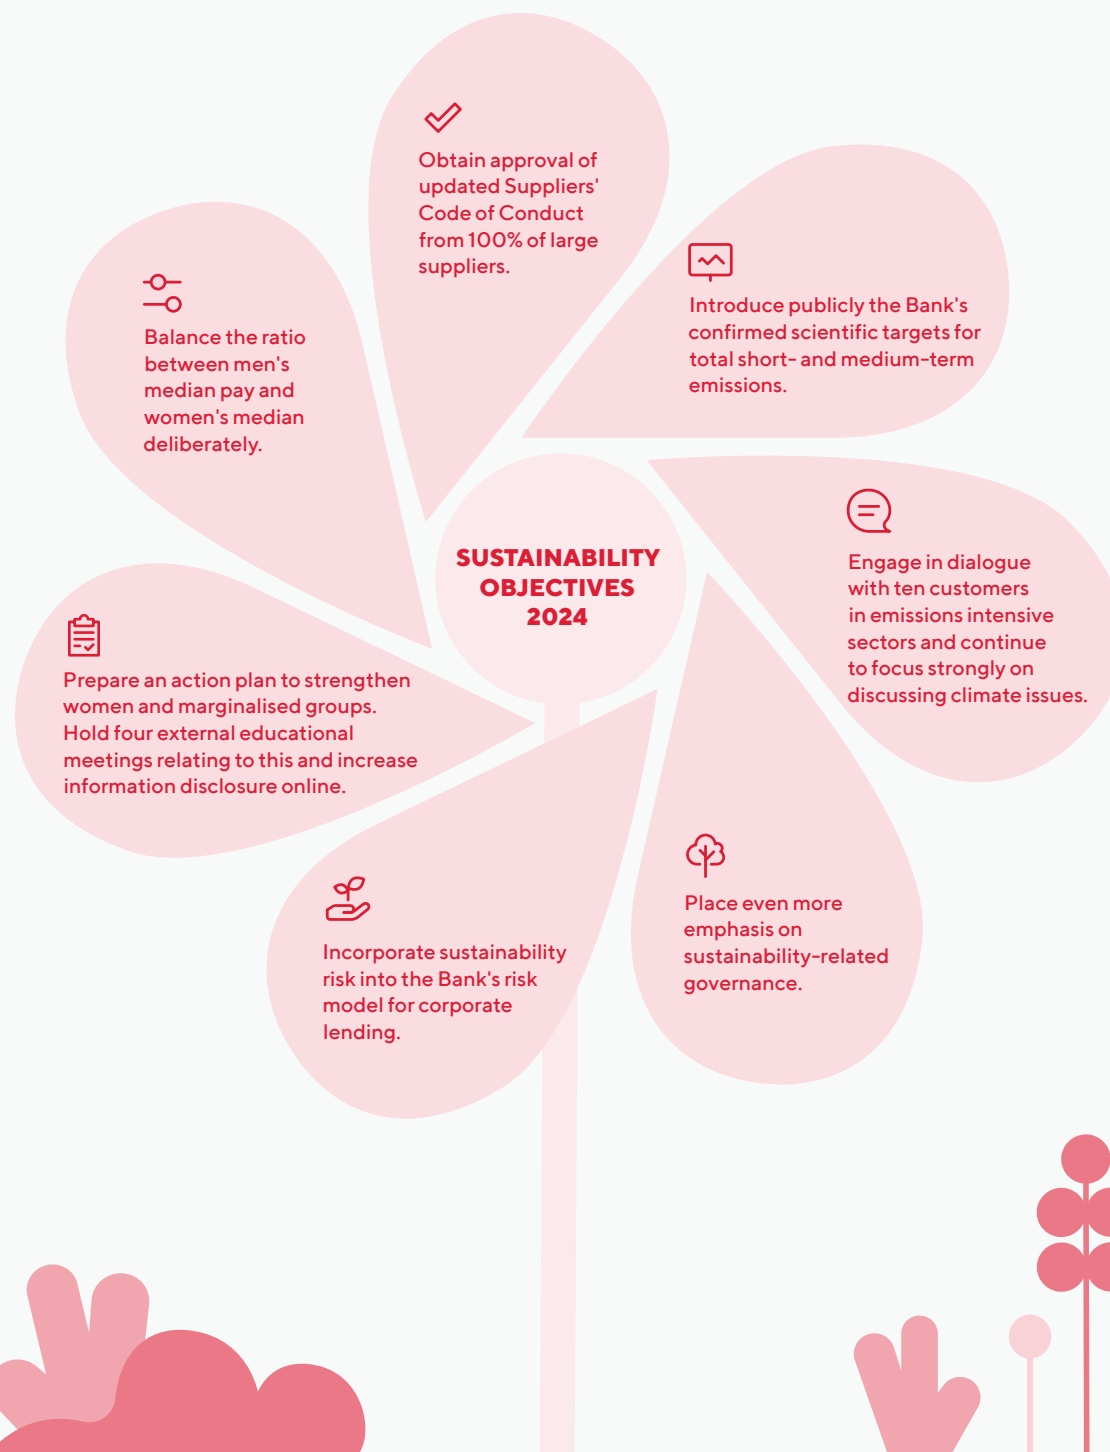 Obtain approval of
updated Suppliers'
Code of Conduct
from 100% of large
suppliers.
Introduce publicly the Bank's
confirmed scientific targets for
total short- and medium-term
emissions.
Balance the ratio
between men's
median pay and
women's median
deliberately.
SUSTAINABILITY
OBJECTIVES
2024
Engage in dialogue
with ten customers
in emissions intensive
sectors and continue
to focus strongly on
discussing climate issues.
Prepare an action plan to strengthen
women and marginalised groups.
Hold four external educational
meetings relating to this and increase
information disclosure online.
Place even more
emphasis on
sustainability-related
governance.
Incorporate sustainability
risk into the Bank's risk
model for corporate
lending.